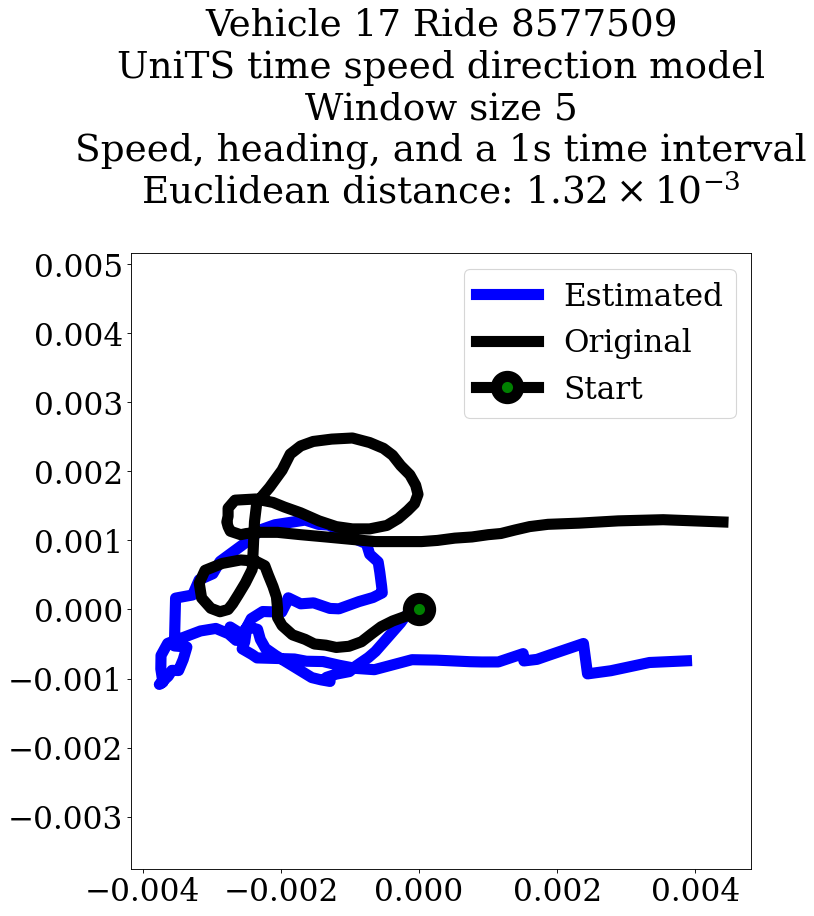 Vehicle 17 Ride 8577509
UniTS time speed direction model
Window size 5
Speed, heading, and a 1s time interval
Euclidean distance: 1.32 × 10⁻³
Estimated
Original
Start
0.005
0.004
0.003
0.002
0.001
0.000
−0.001
−0.002
−0.003
−0.004 −0.002 0.000 0.002 0.004